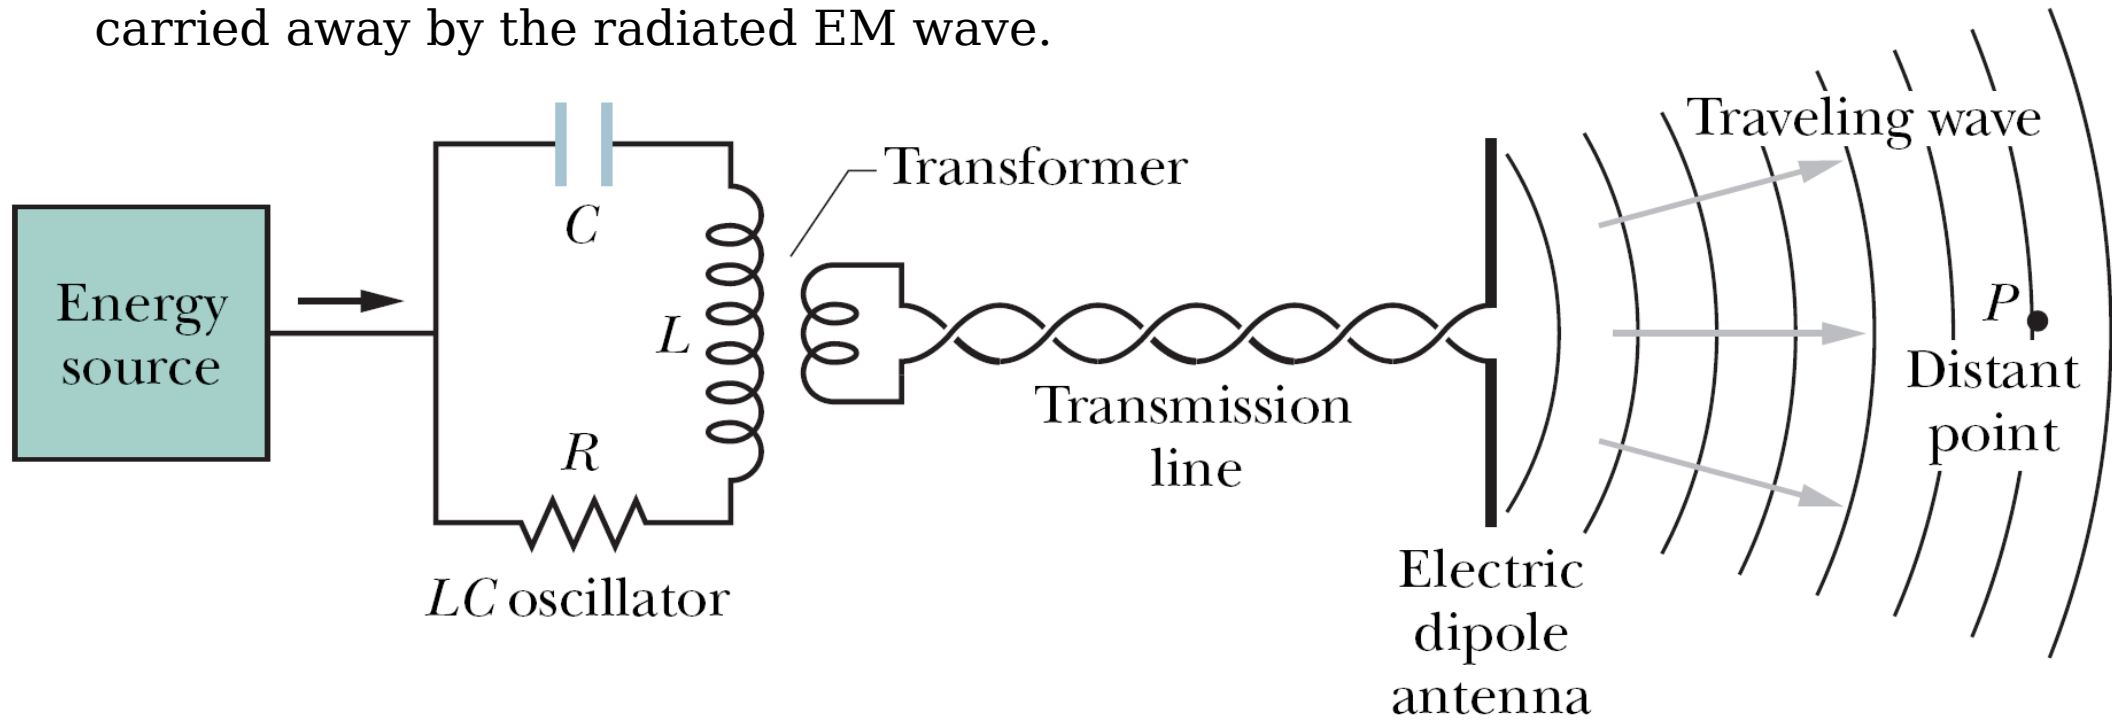 carried away by the radiated EM wave.
Traveling wave
Transformer
C
Energy
source
L
P
Distant
point
Transmission
line
R
LC oscillator
Electric
dipole
antenna